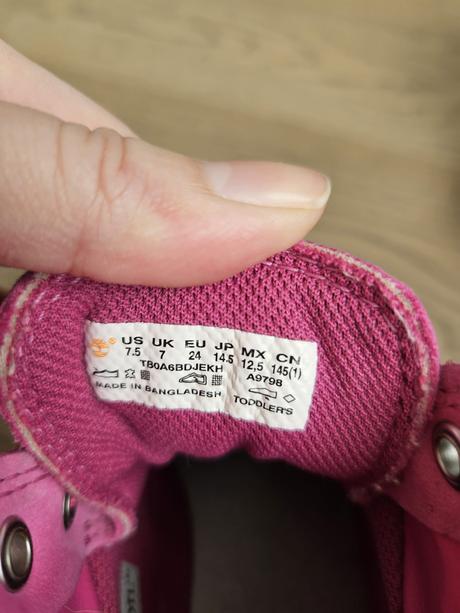 US UK EU JP MX CN
7.5 7 24 14.5 12,5 145(1)
TB0A6BDJEKH A9798
MADE IN BANGLADESH TODDLER'S